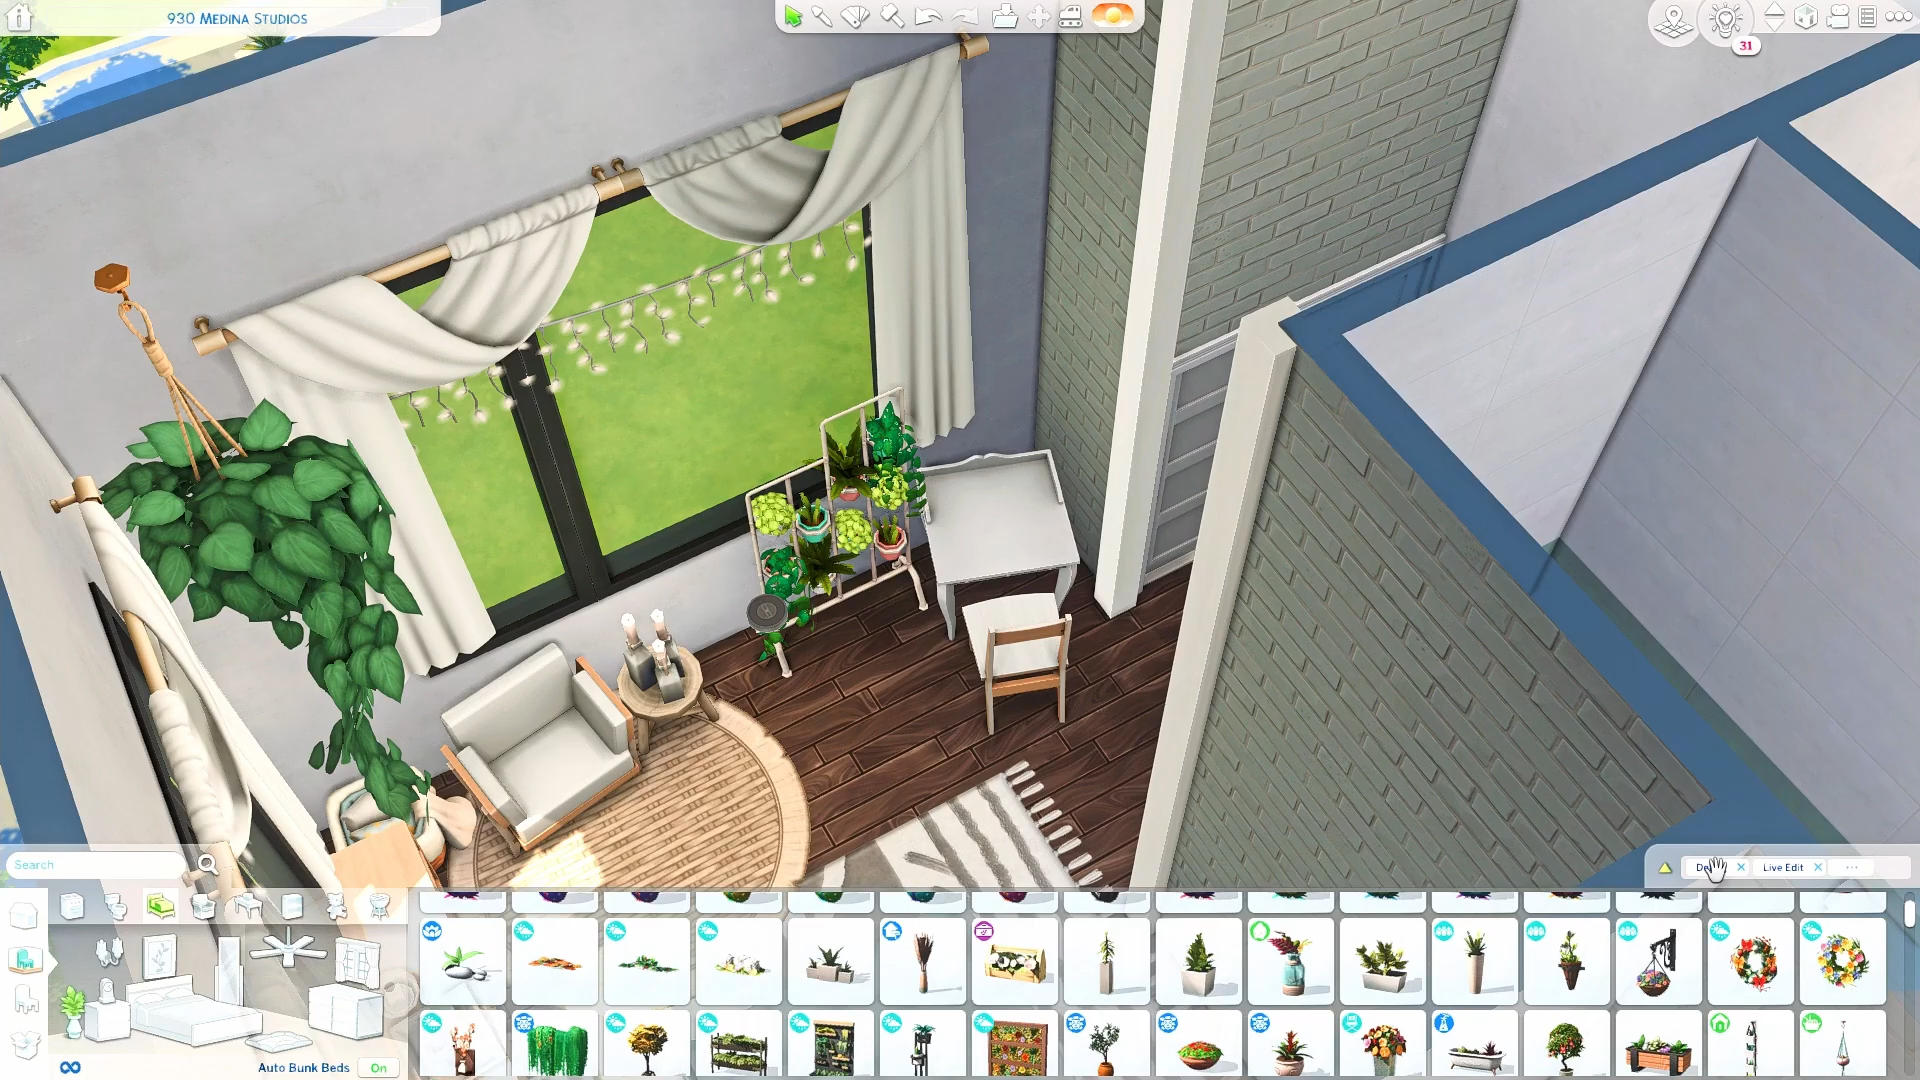 930 MEDINA STUDIOS
31
Search
Live Edit
Auto Bunk Beds
On